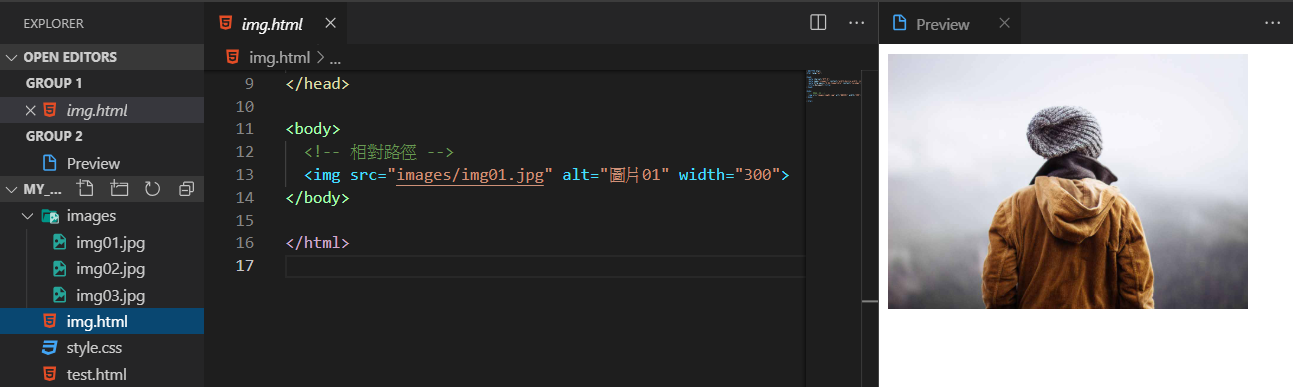 EXPLORER
OPEN EDITORS
GROUP 1
img.html
GROUP 2
Preview
MY_...
images
img01.jpg
img02.jpg
img03.jpg
img.html
style.css
test.html
img.html
img.html > ...
9 </head>
10
11 <body>
12 <!-- 相對路徑 -->
13 <img src="images/img01.jpg" alt="圖片01" width="300">
14 </body>
15
16 </html>
17
Preview